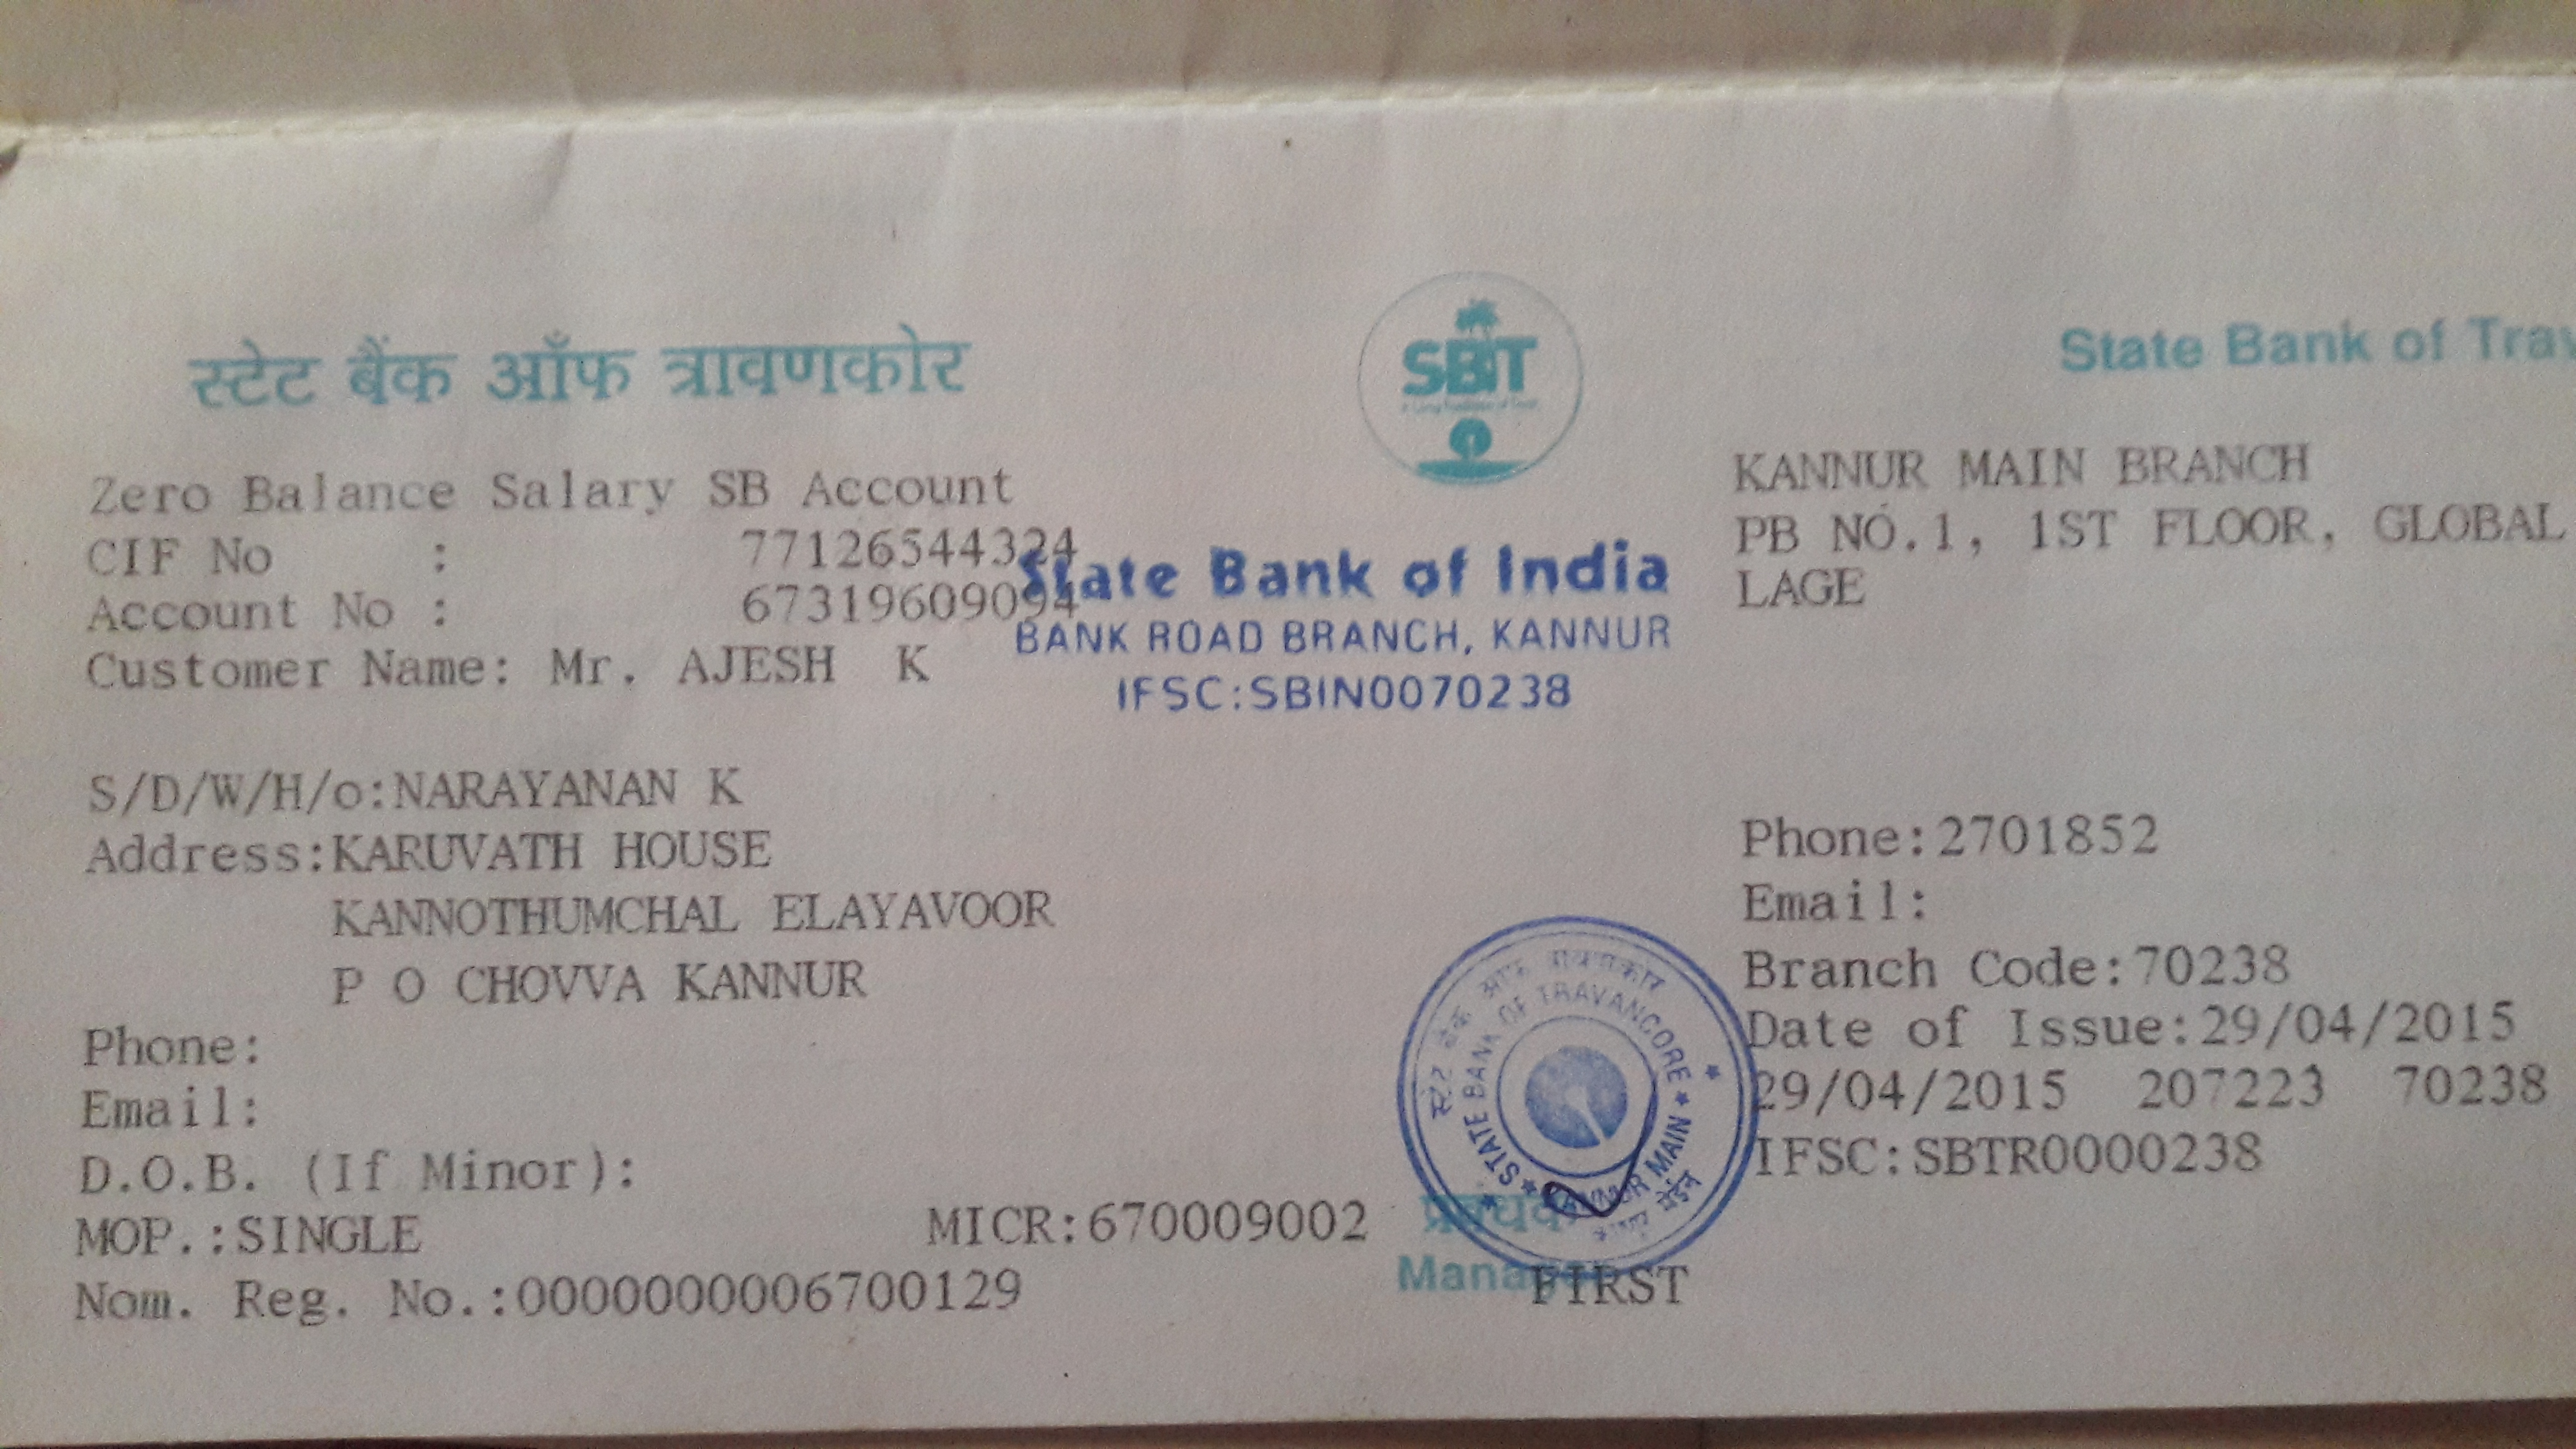 स्टेट बैंक ऑफ त्रावणकोर
SBT
State Bank of Trav
Zero Balance Salary SB Account
CIF No : 77126544324
Account No : 67319609094
Customer Name: Mr. AJESH K
State Bank of India
BANK ROAD BRANCH, KANNUR
IFSC:SBIN0070238
KANNUR MAIN BRANCH
PB NO.1, 1ST FLOOR, GLOBAL
LAGE
S/D/W/H/o:NARAYANAN K
Address:KARUVATH HOUSE
KANNOTHUMCHAL ELAYAVOOR
P O CHOVVA KANNUR
Phone:
Email:
D.O.B. (If Minor):
MOP.:SINGLE
MICR:670009002
Nom. Reg. No.:0000000006700129
Phone:2701852
Email:
Branch Code:70238
Date of Issue:29/04/2015
29/04/2015 207223 70238
IFSC:SBTR0000238
STATE BANK OF TRAVANCORE
KANNUR MAIN
FIRST